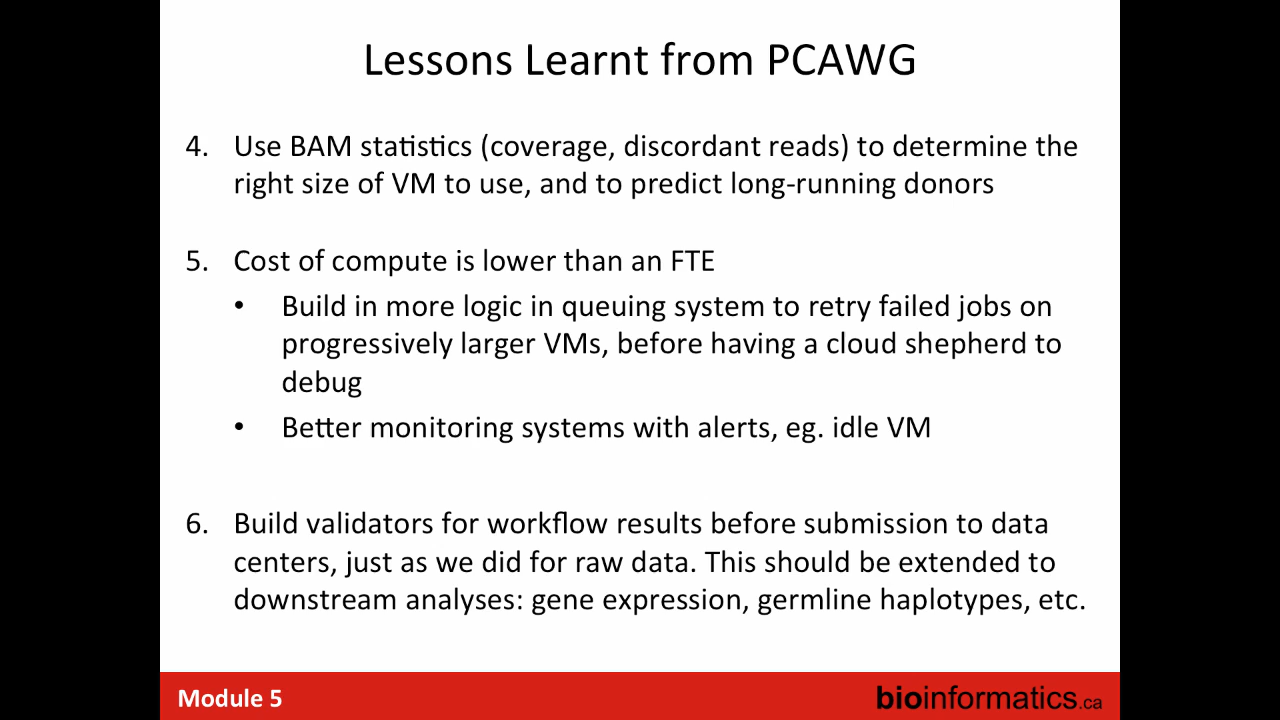 Lessons Learnt from PCAWG
4. Use BAM statistics (coverage, discordant reads) to determine the
right size of VM to use, and to predict long-running donors
5. Cost of compute is lower than an FTE
• Build in more logic in queuing system to retry failed jobs on
progressively larger VMs, before having a cloud shepherd to
debug
• Better monitoring systems with alerts, eg. idle VM
6. Build validators for workflow results before submission to data
centers, just as we did for raw data. This should be extended to
downstream analyses: gene expression, germline haplotypes, etc.
Module 5
bioinformatics.ca